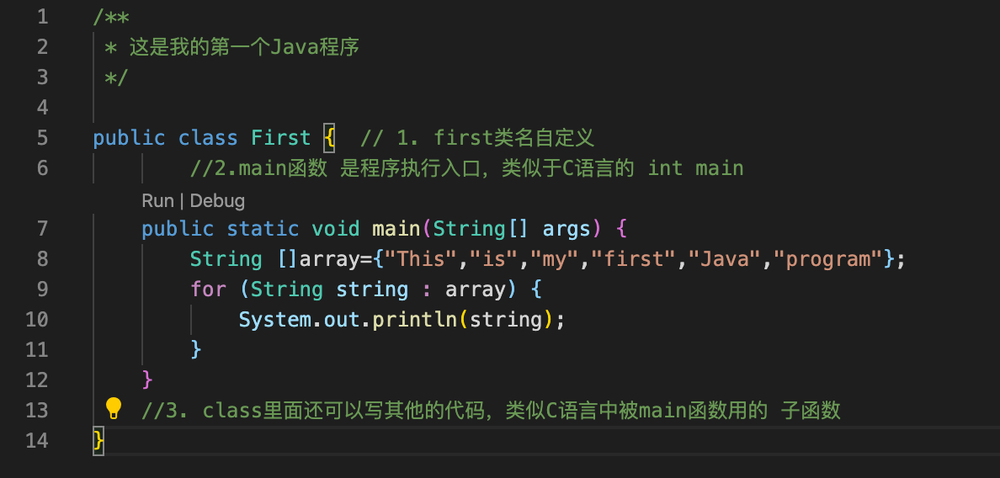 1 /**
2 * 这是我的第一个Java程序
3 */
4
5 public class First {  // 1. first类名自定义
6 //2.main函数 是程序执行入口，类似于C语言的 int main
Run | Debug
7 public static void main(String[] args) {
8 String []array={"This","is","my","first","Java","program"};
9 for (String string : array) {
10 System.out.println(string);
11 }
12 }
13 //3. class里面还可以写其他的代码，类似C语言中被main函数用的 子函数
14 }